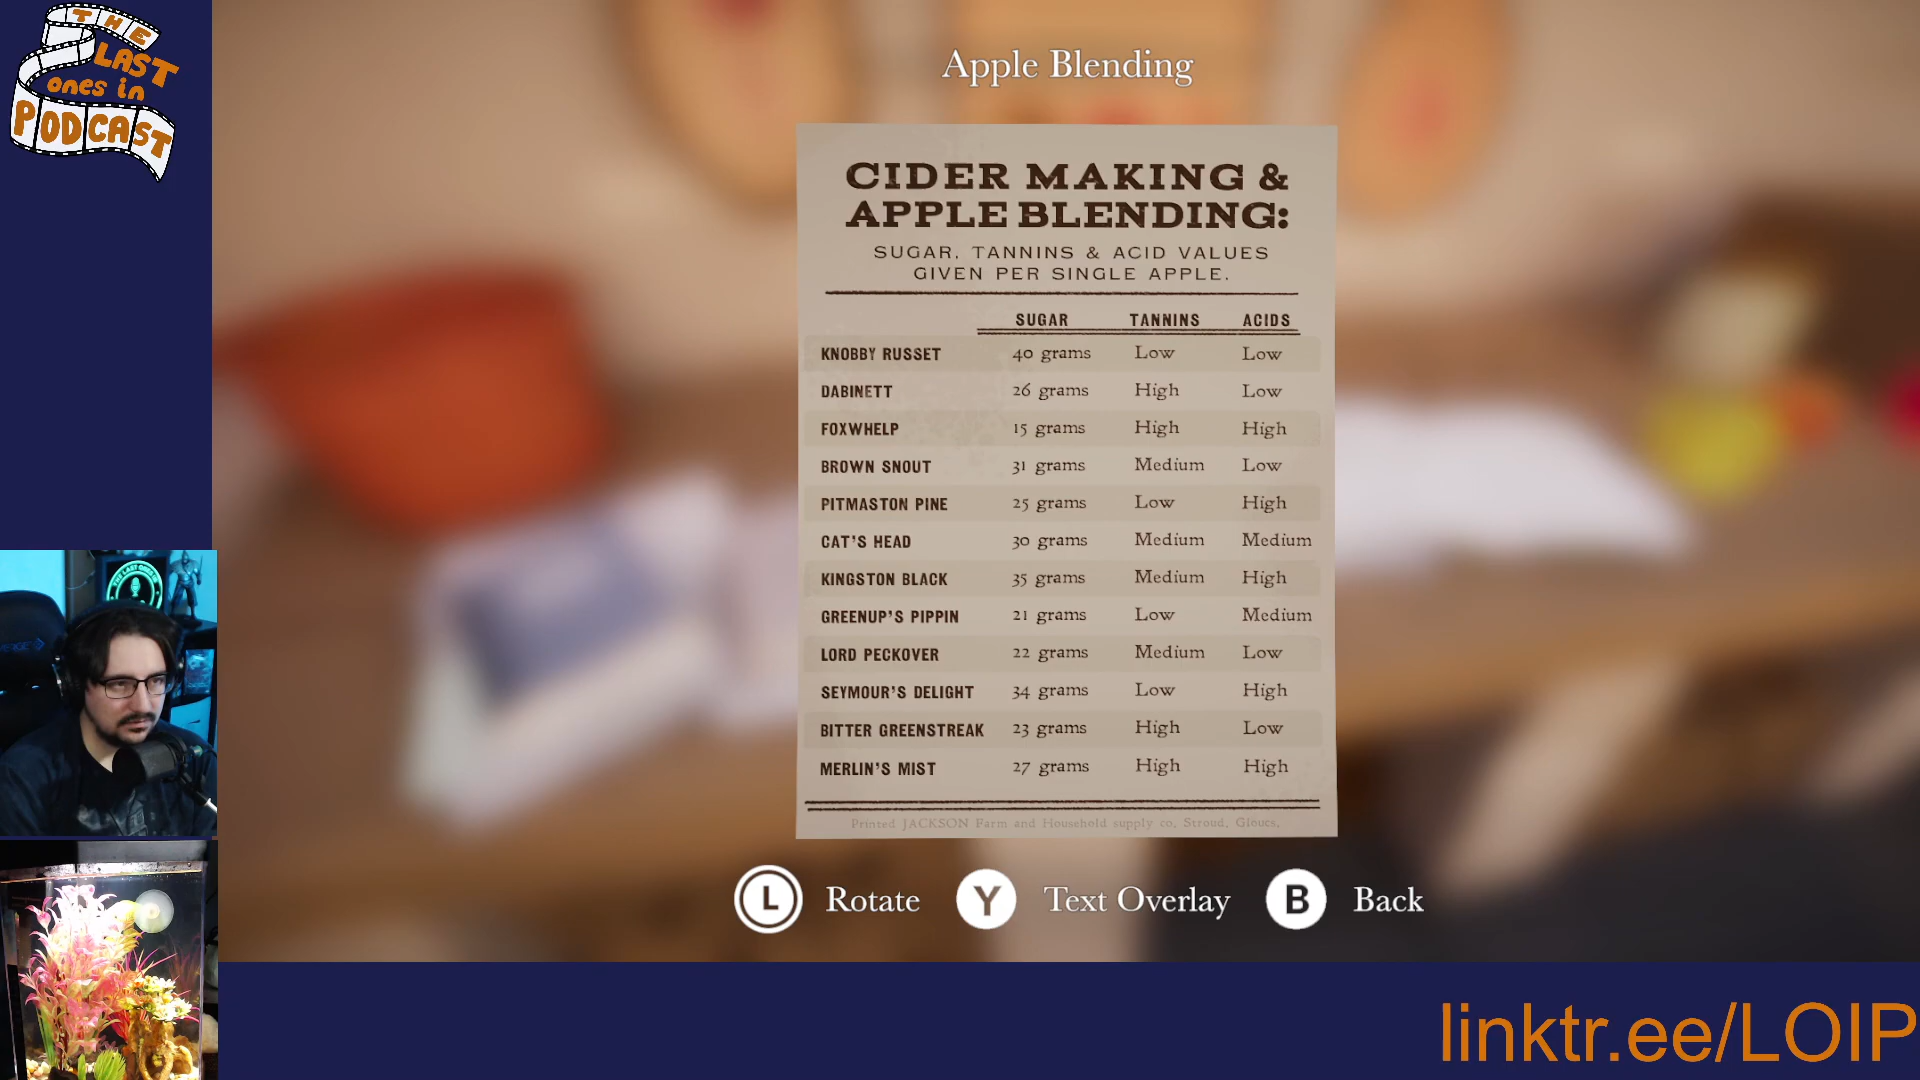 THE
LAST
ones in
PODCAST
Apple Blending
CIDER MAKING &
APPLE BLENDING:
SUGAR, TANNINS & ACID VALUES
GIVEN PER SINGLE APPLE.
SUGAR TANNINS ACIDS
KNOBBY RUSSET 40 grams Low Low
DABINETT 26 grams High Low
FOXWHELP 15 grams High High
BROWN SNOUT 31 grams Medium Low
PITMASTON PINE 25 grams Low High
CAT'S HEAD 30 grams Medium Medium
KINGSTON BLACK 35 grams Medium High
GREENUP'S PIPPIN 21 grams Low Medium
LORD PECKOVER 22 grams Medium Low
SEYMOUR'S DELIGHT 34 grams Low High
BITTER GREENSTREAK 23 grams High Low
MERLIN'S MIST 27 grams High High
Printed JACKSON Farm and Household supply co. Stroud. Gloucs.
L Rotate Y Text Overlay B Back
linktr.ee/LOIP